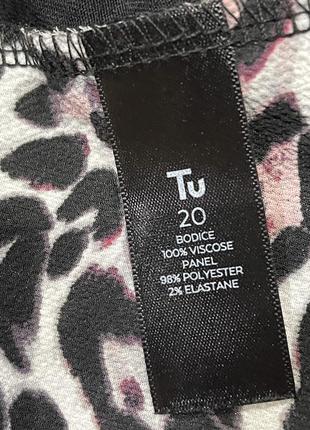 Tu
20
BODICE
100% VISCOSE
PANEL
98% POLYESTER
2% ELASTANE